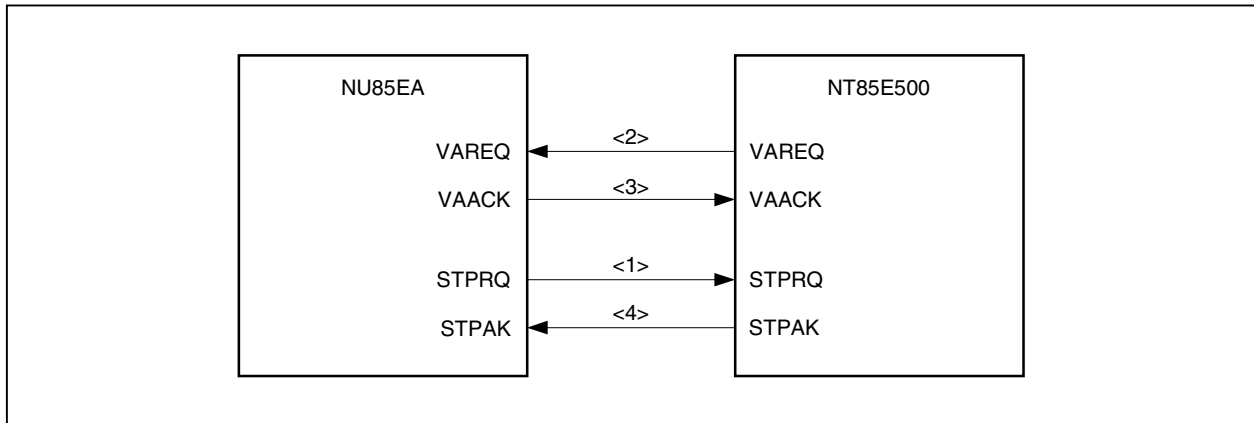 NU85EA NT85E500
VAREQ <2> VAREQ
VAACK <3> VAACK
STPRQ <1> STPRQ
STPAK <4> STPAK